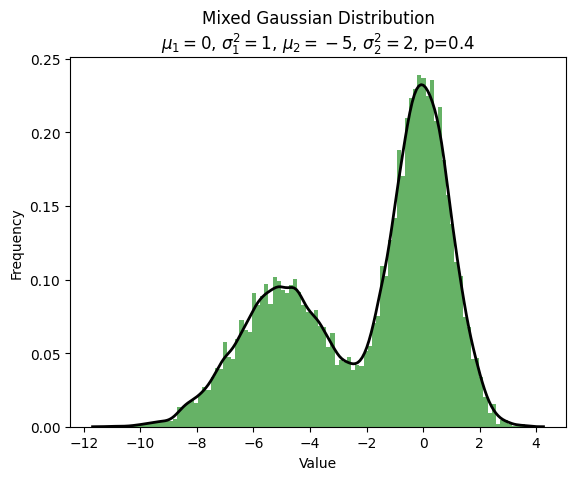 Mixed Gaussian Distribution
μ₁ = 0, σ₁² = 1, μ₂ = −5, σ₂² = 2, p=0.4
0.25
0.20
0.15
0.10
0.05
0.00
Frequency
−12 −10 −8 −6 −4 −2 0 2 4
Value